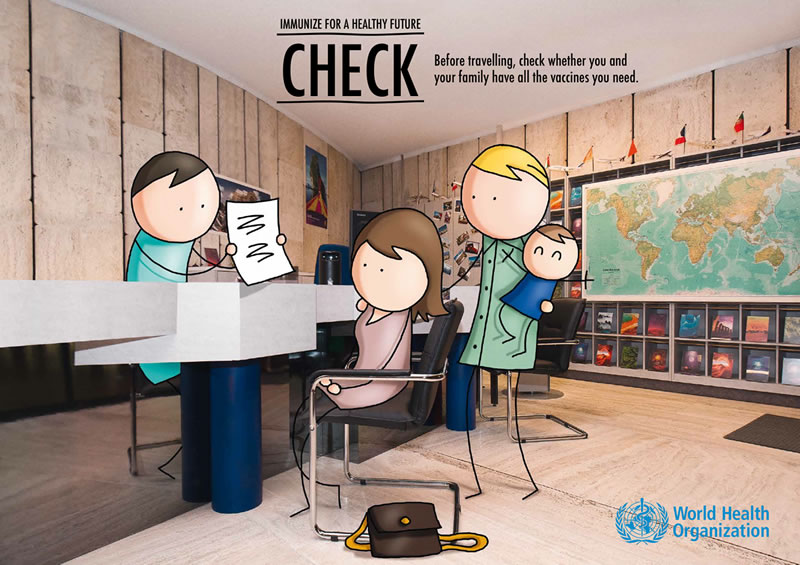 IMMUNIZE FOR A HEALTHY FUTURE
CHECK
Before travelling, check whether you and
your family have all the vaccines you need.
World Health
Organization